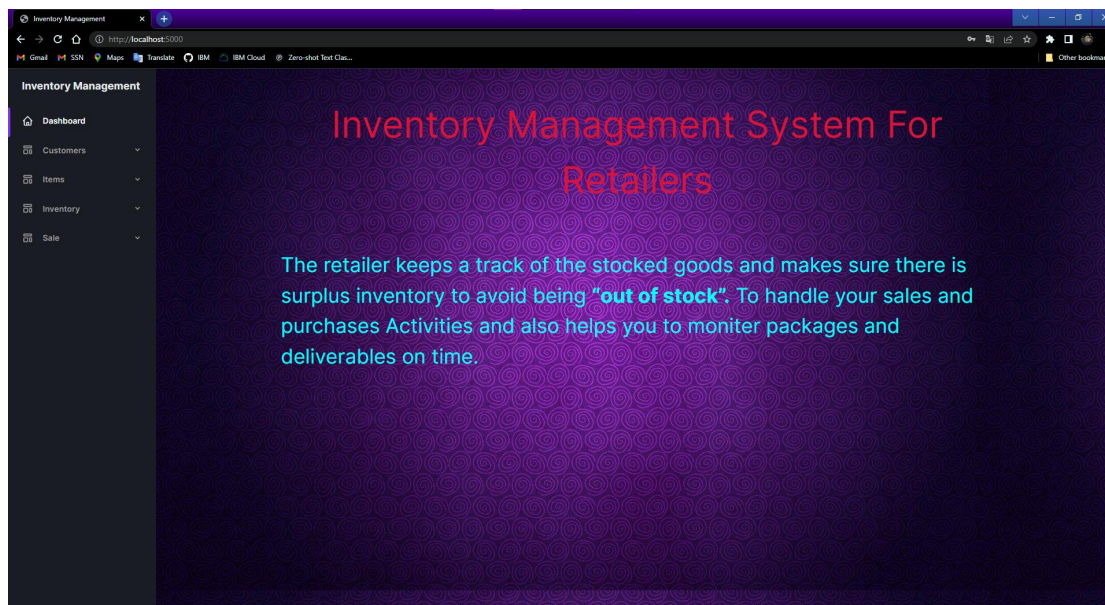 Inventory Management
http://localhost:5000
Gmail SSN Maps Translate IBM IBM Cloud Zero-shot Text Clas... Other bookmar
Inventory Management
Dashboard
Customers
Items
Inventory
Sale
Inventory Management System For
Retailers
The retailer keeps a track of the stocked goods and makes sure there is
surplus inventory to avoid being “out of stock”. To handle your sales and
purchases Activities and also helps you to moniter packages and
deliverables on time.